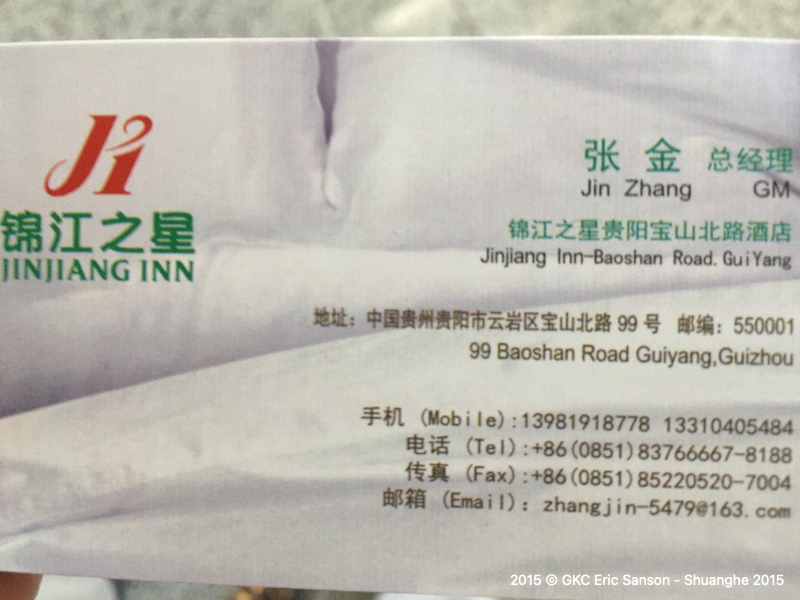 Ji
锦江之星
JINJIANG INN
张 金 总经理
Jin Zhang GM
锦江之星贵阳宝山北路酒店
Jinjiang Inn-Baoshan Road.GuiYang
地址：中国贵州贵阳市云岩区宝山北路 99 号 邮编：550001
99 Baoshan Road Guiyang,Guizhou
手机 (Mobile):13981918778 13310405484
电话 (Tel):+86(0851)83766667-8188
传真 (Fax):+86(0851)85220520-7004
邮箱 (Email): zhangjin-5479@163.com
2015 © GKC Eric Sanson - Shuanghe 2015